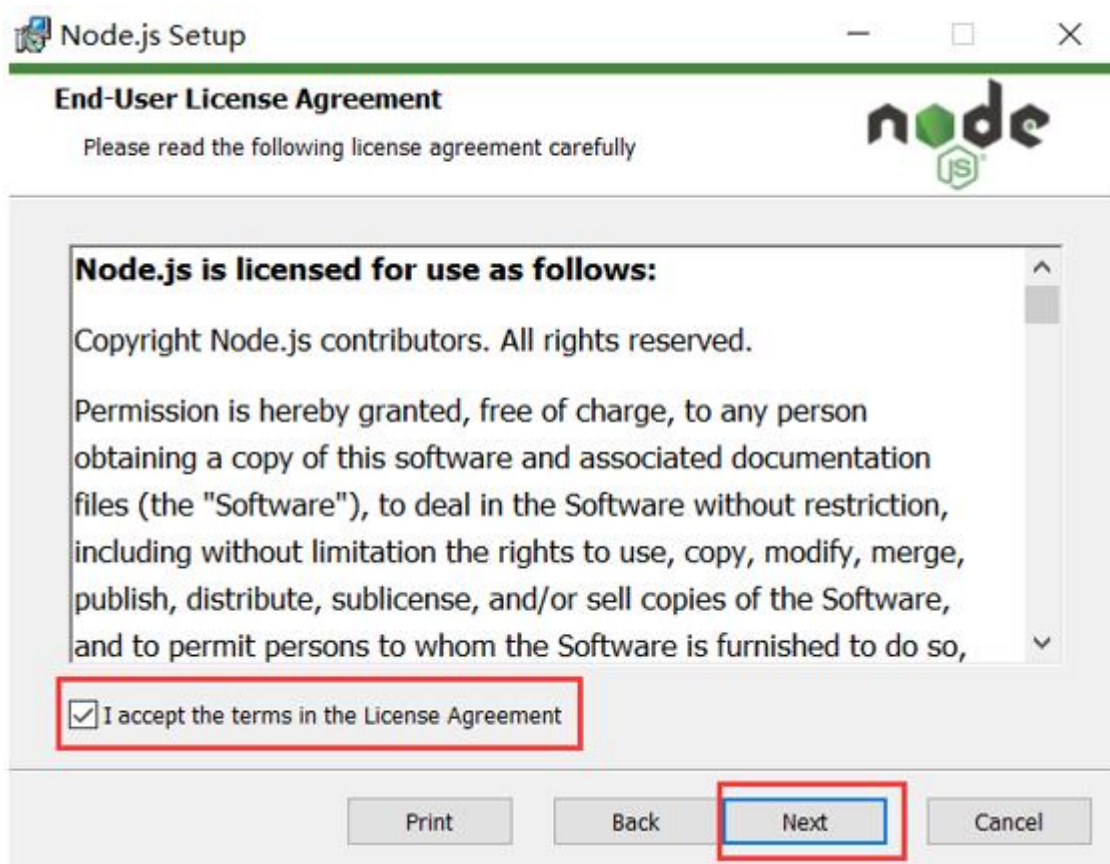 Node.js Setup
End-User License Agreement
Please read the following license agreement carefully
node
JS
Node.js is licensed for use as follows:
Copyright Node.js contributors. All rights reserved.
Permission is hereby granted, free of charge, to any person
obtaining a copy of this software and associated documentation
files (the "Software"), to deal in the Software without restriction,
including without limitation the rights to use, copy, modify, merge,
publish, distribute, sublicense, and/or sell copies of the Software,
and to permit persons to whom the Software is furnished to do so,
I accept the terms in the License Agreement
Print Back Next Cancel